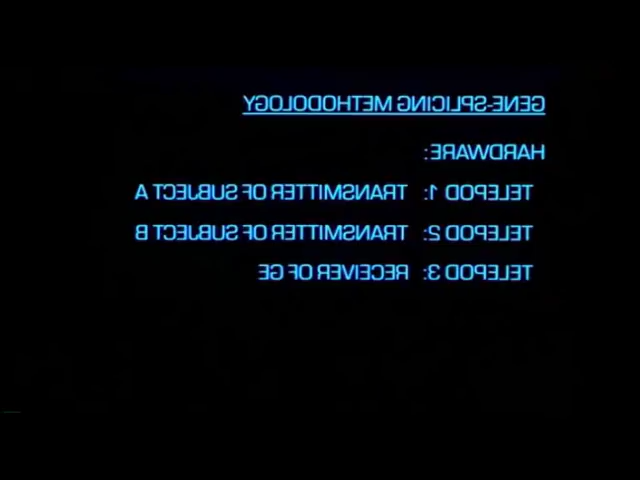 GENE-SPLICING METHODOLOGY
HARDWARE:
TELEPOD 1: TRANSMITTER OF SUBJECT A
TELEPOD 2: TRANSMITTER OF SUBJECT B
TELEPOD 3: RECEIVER OF GE